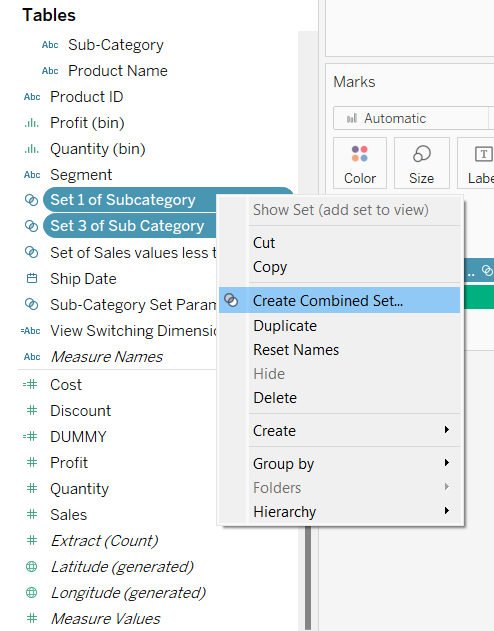 Tables
Abc Sub-Category
Abc Product Name
Abc Product ID
Profit (bin)
Quantity (bin)
Abc Segment
Set 1 of Subcategory
Set 3 of Sub Category
Set of Sales values less t
Ship Date
Sub-Category Set Param
=Abc View Switching Dimensio
Abc Measure Names
=# Cost
# Discount
=# DUMMY
# Profit
# Quantity
# Sales
# Extract (Count)
Latitude (generated)
Longitude (generated)
# Measure Values
Show Set (add set to view)
Cut
Copy
Create Combined Set...
Duplicate
Reset Names
Hide
Delete
Create
Group by
Folders
Hierarchy
Marks
Automatic
Color
Size
T
Labe
..